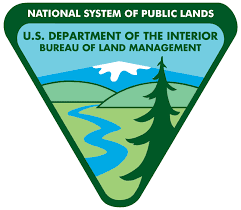 NATIONAL SYSTEM OF PUBLIC LANDS
U.S. DEPARTMENT OF THE INTERIOR
BUREAU OF LAND MANAGEMENT